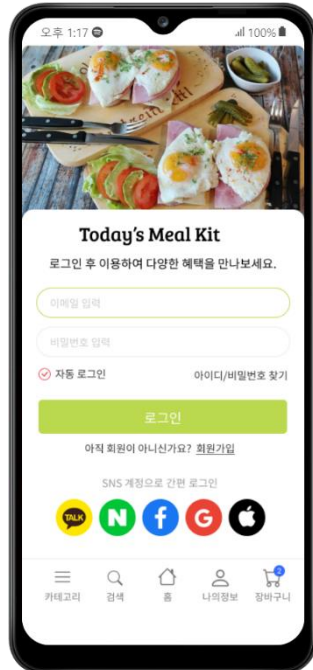 오후 1:17
100%
Today's Meal Kit
로그인 후 이용하여 다양한 혜택을 만나보세요.
이메일 입력
비밀번호 입력
자동 로그인 아이디/비밀번호 찾기
로그인
아직 회원이 아니신가요? 회원가입
SNS 계정으로 간편 로그인
TALK N f G
2
카테고리 검색 홈 나의정보 장바구니